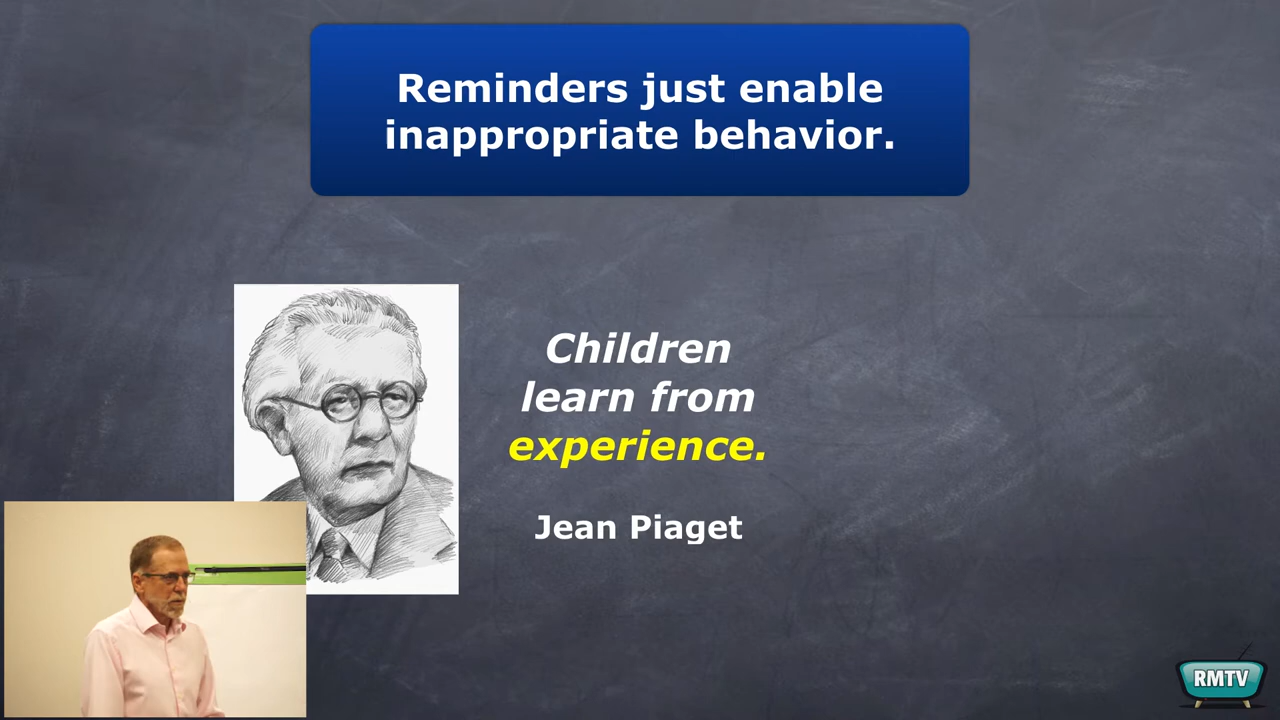 Reminders just enable
inappropriate behavior.
Children
learn from
experience.
Jean Piaget
RMTV